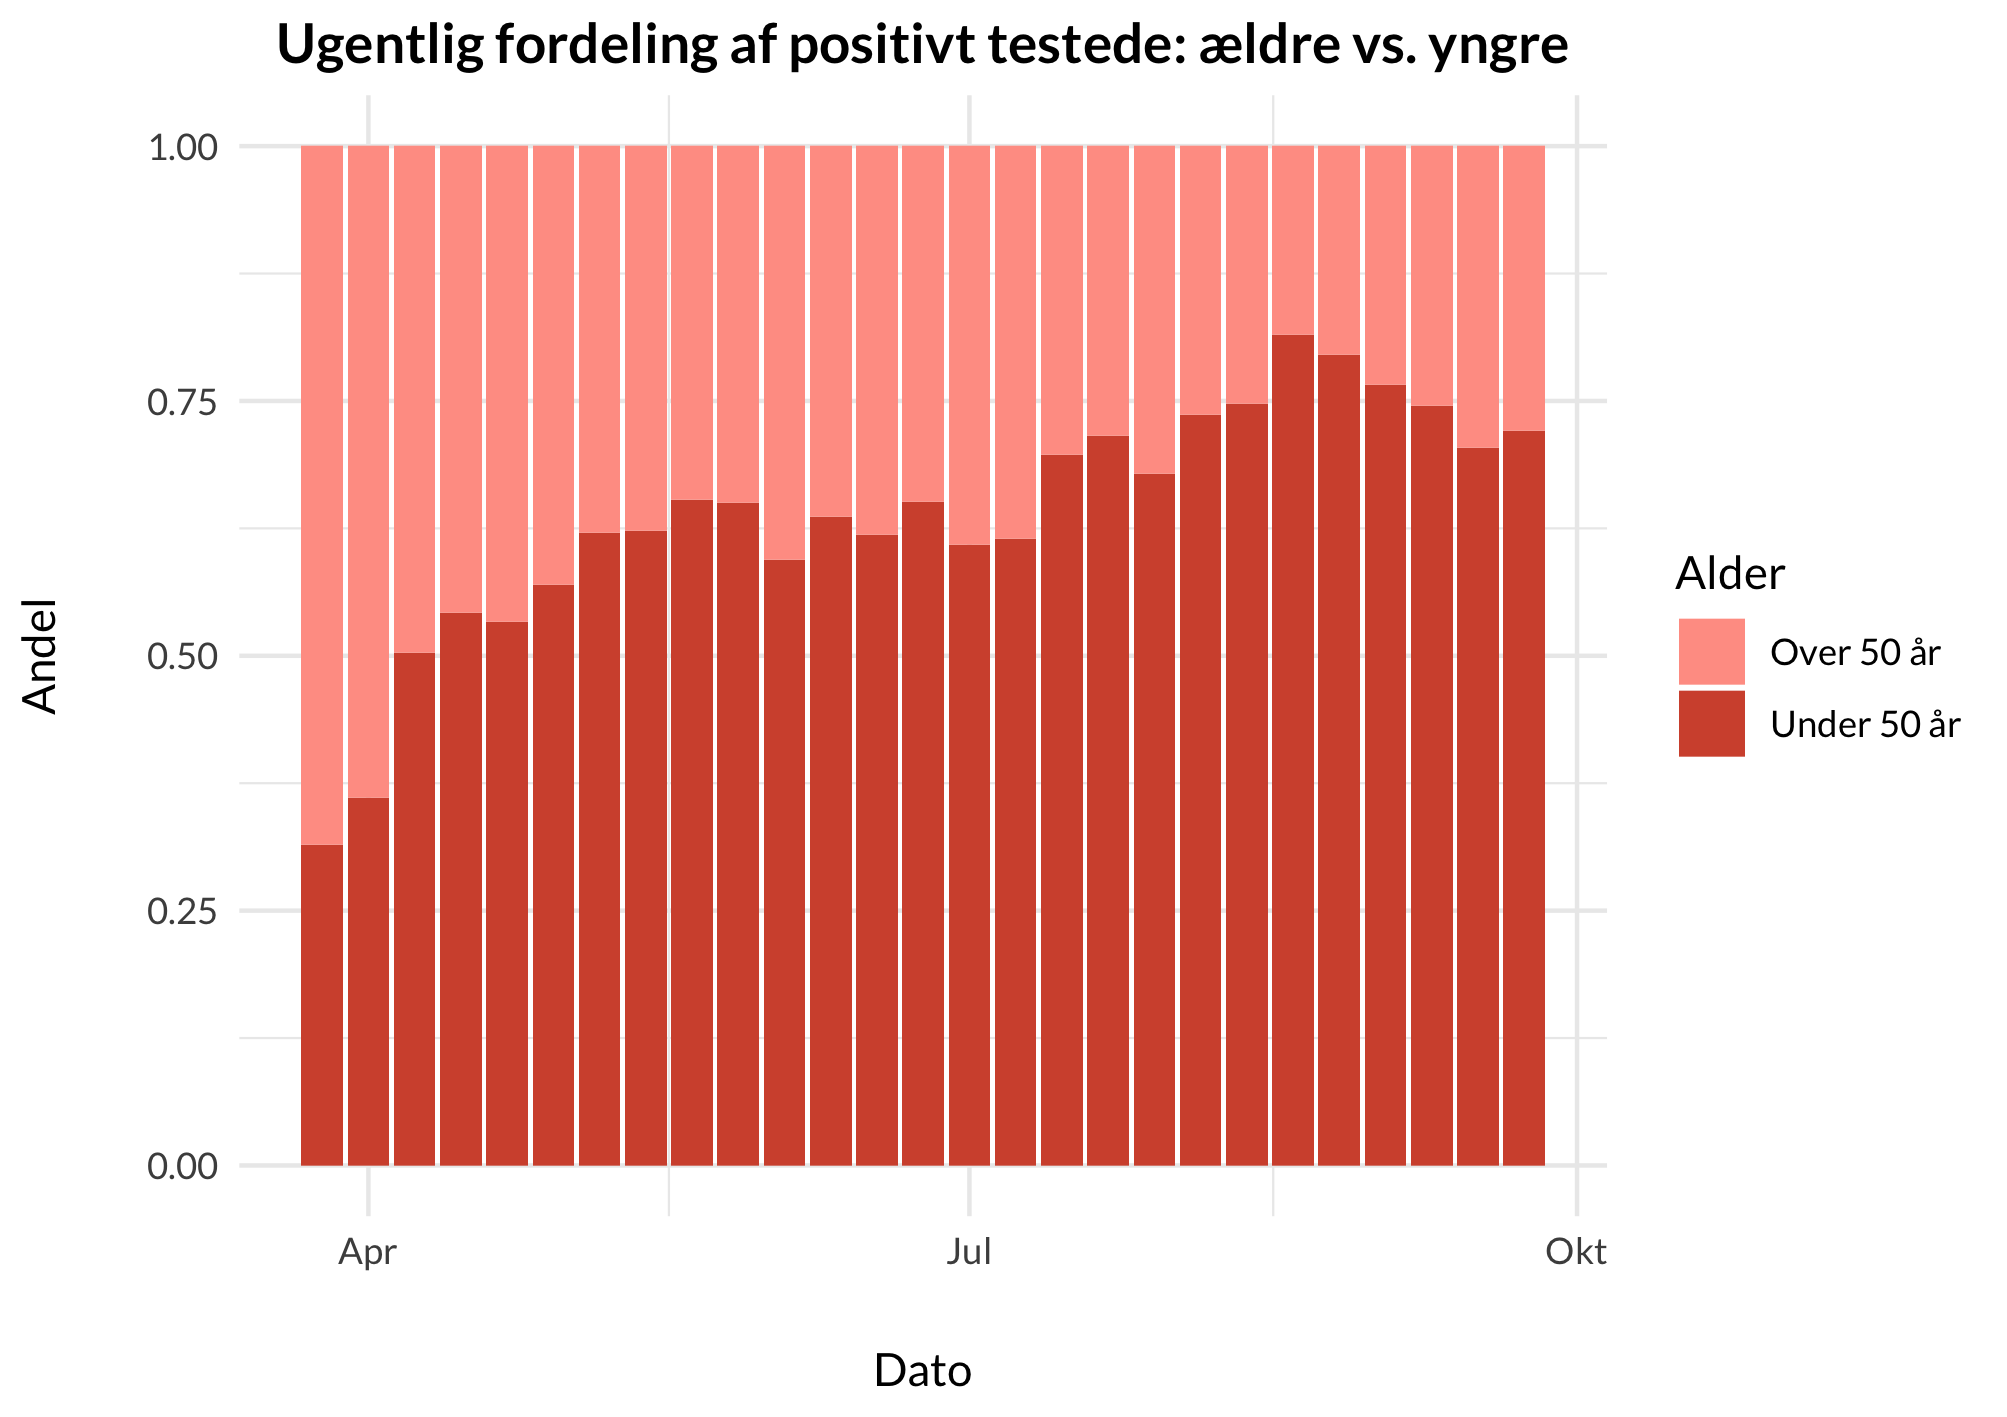 Ugentlig fordeling af positivt testede: ældre vs. yngre
1.00
0.75
0.50
0.25
0.00
Andel
Apr
Jul
Okt
Dato
Alder
Over 50 år
Under 50 år